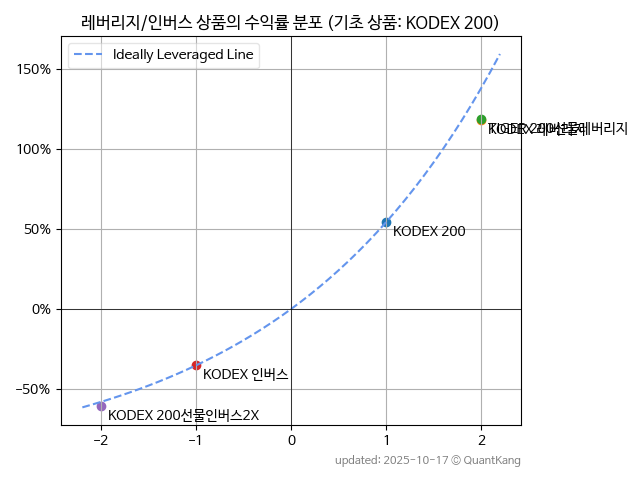 레버리지/인버스 상품의 수익률 분포 (기초 상품: KODEX 200)
Ideally Leveraged Line
150%
100%
50%
0%
−50%
KODEX 200
KODEX 인버스
KODEX 200선물인버스2X
−2
−1
0
1
2
updated: 2025-10-17 © QuantKang